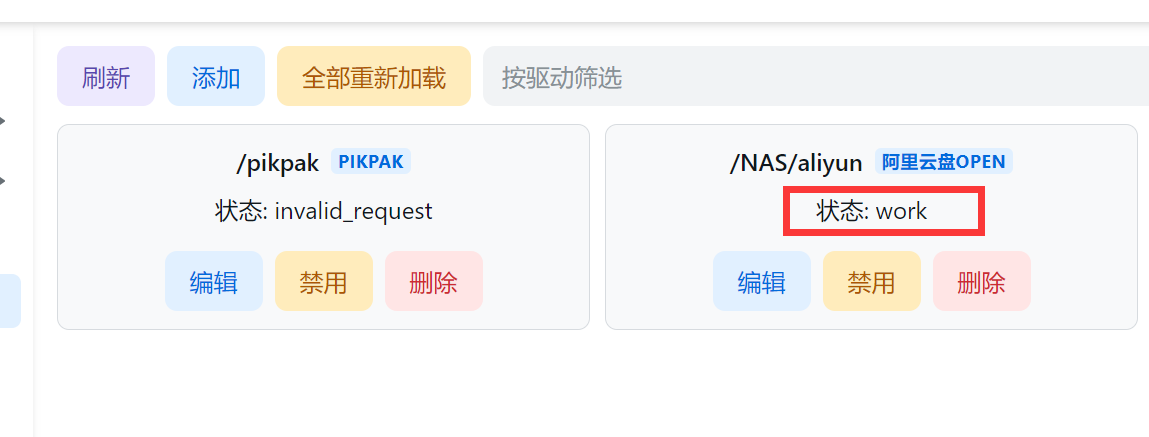 刷新 添加 全部重新加载 按驱动筛选
/pikpak PIKPAK
状态: invalid_request
编辑 禁用 删除
/NAS/aliyun 阿里云盘OPEN
状态: work
编辑 禁用 删除